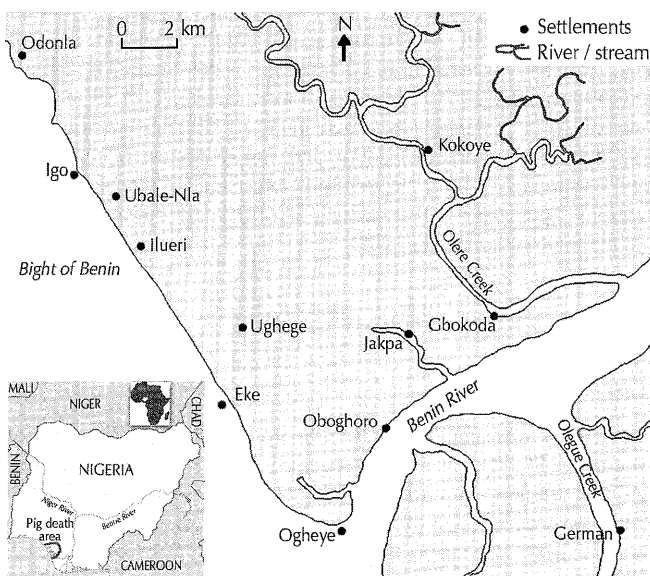 Odonla
0 2 km
N
Settlements
River / stream
Kokoye
Igo
Ubale-Nla
Ilueri
Olere Creek
Bight of Benin
Ughege
Gbokoda
Jakpa
Eke
Benin River
Oboghoro
Olegue Creek
Ogheye
German
MALI
NIGER
CHAD
BENIN
NIGERIA
Niger River
Benue River
Pig death
area
CAMEROON